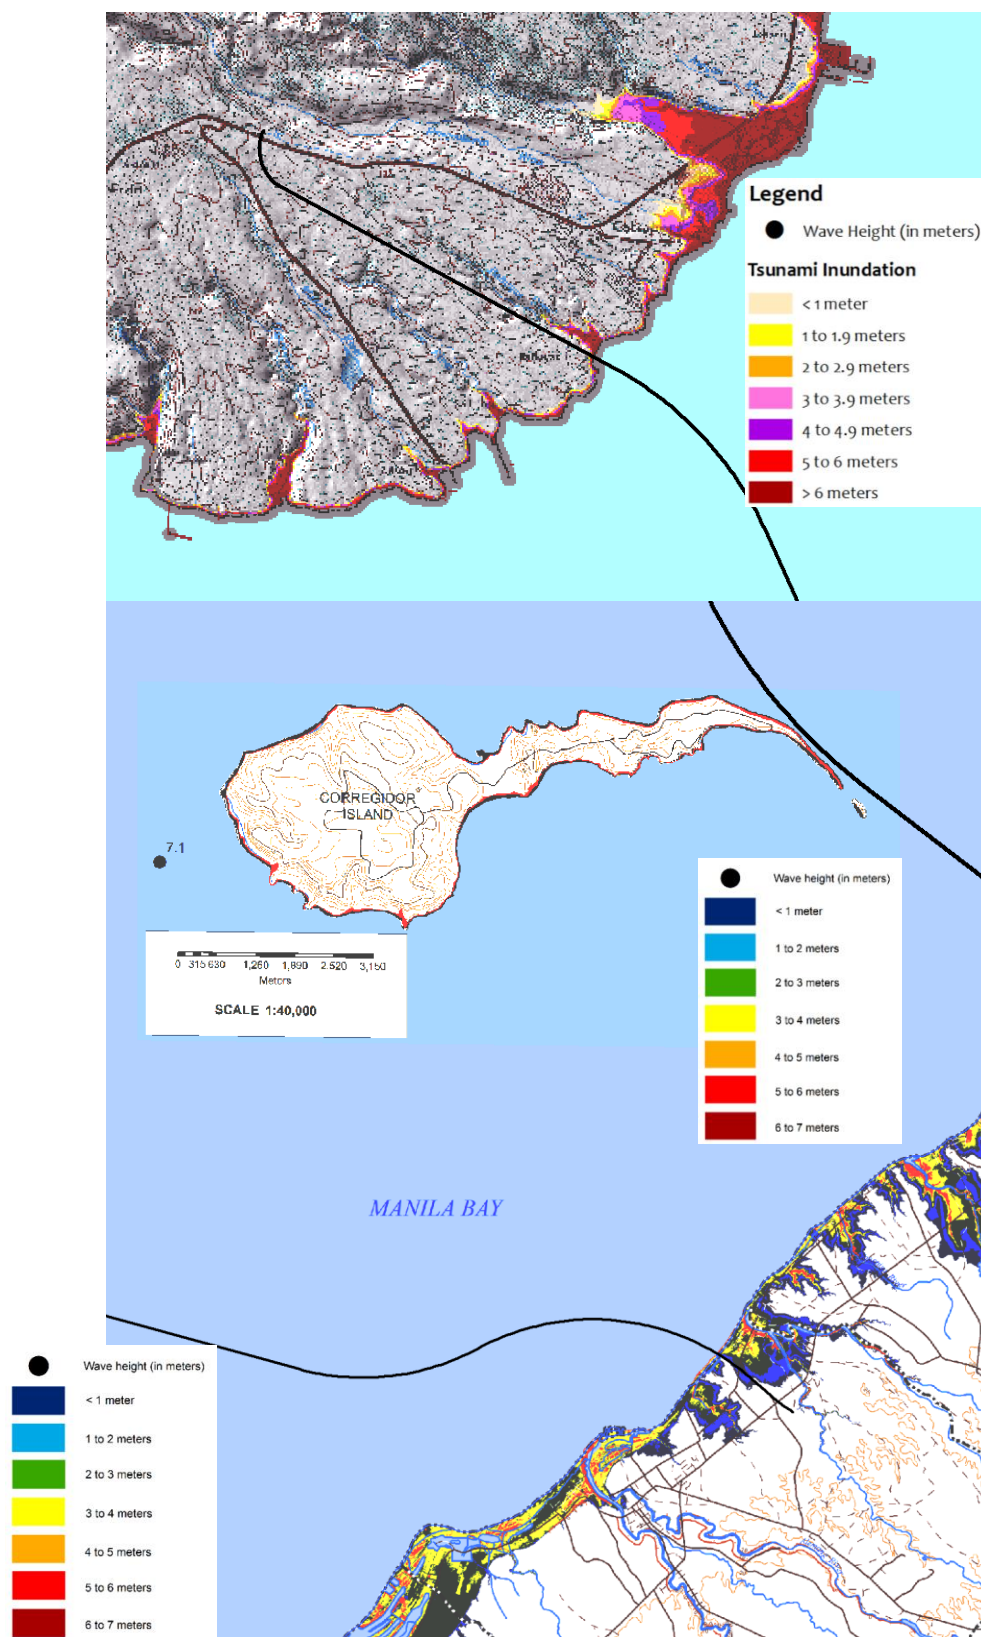 Legend
Wave Height (in meters)
Tsunami Inundation
< 1 meter
1 to 1.9 meters
2 to 2.9 meters
3 to 3.9 meters
4 to 4.9 meters
5 to 6 meters
> 6 meters
CORREGIDOR
ISLAND
7.1
0 315 630 1,260 1,890 2,520 3,150
Meters
SCALE 1:40,000
Wave height (in meters)
< 1 meter
1 to 2 meters
2 to 3 meters
3 to 4 meters
4 to 5 meters
5 to 6 meters
6 to 7 meters
MANILA BAY
Wave height (in meters)
< 1 meter
1 to 2 meters
2 to 3 meters
3 to 4 meters
4 to 5 meters
5 to 6 meters
6 to 7 meters